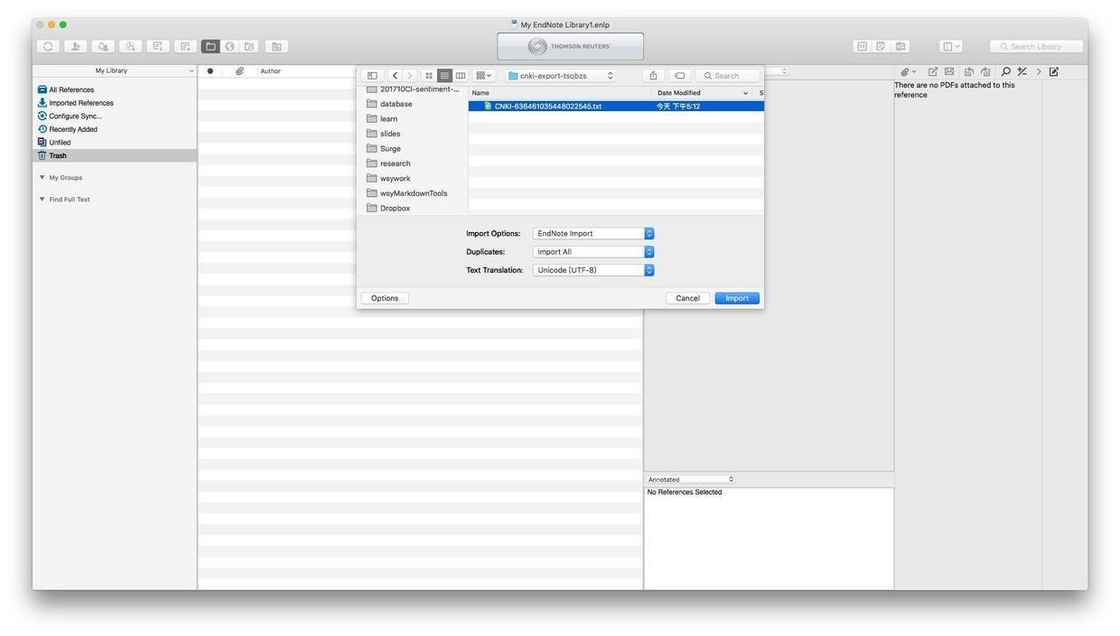 My EndNote Library1.enlp
THOMSON REUTERS
Search Library
My Library
Author
cnki-export-tsqbzs
Search
All References
Imported References
Configure Sync...
Recently Added
Unfiled
Trash
My Groups
Find Full Text
201710CI-sentiment-...
database
learn
slides
Surge
research
wsywork
wsyMarkdownTools
Dropbox
Name
Date Modified
S
CNKI-636461035448022545.txt
今天 下午5:12
Import Options:
EndNote Import
Duplicates:
Import All
Text Translation:
Unicode (UTF-8)
Options
Cancel
Import
There are no PDFs attached to this
reference
Annotated
No References Selected